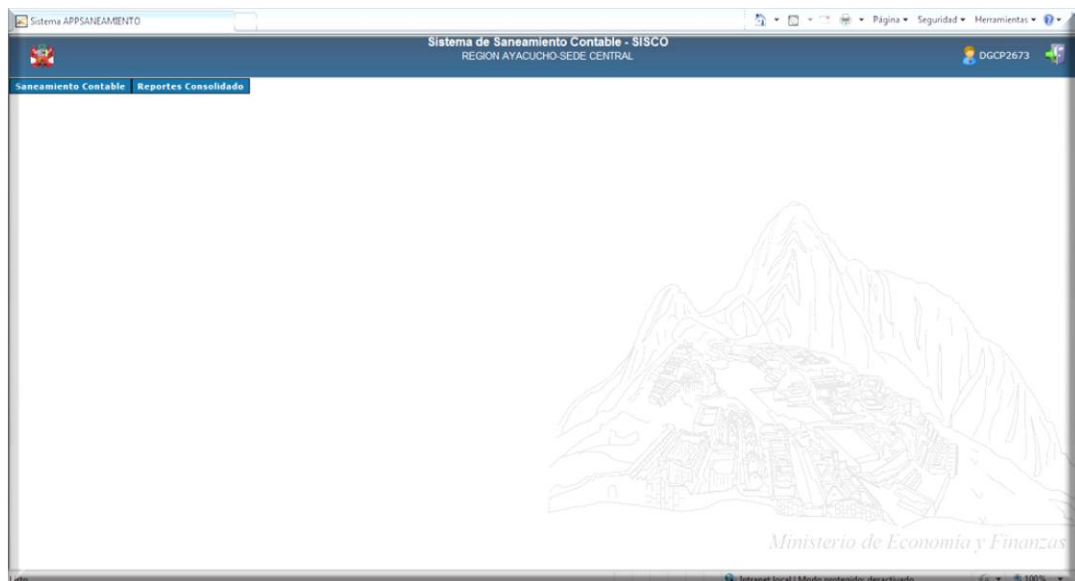 Sistema APPSANEAMIENTO
Página Seguridad Herramientas
Sistema de Saneamiento Contable - SISCO
REGION AYACUCHO-SEDE CENTRAL
DGCP2673
Saneamiento Contable Reportes Consolidado
Ministerio de Economía y Finanzas
Listo
Intranet local | Modo protegido: desactivado
100%